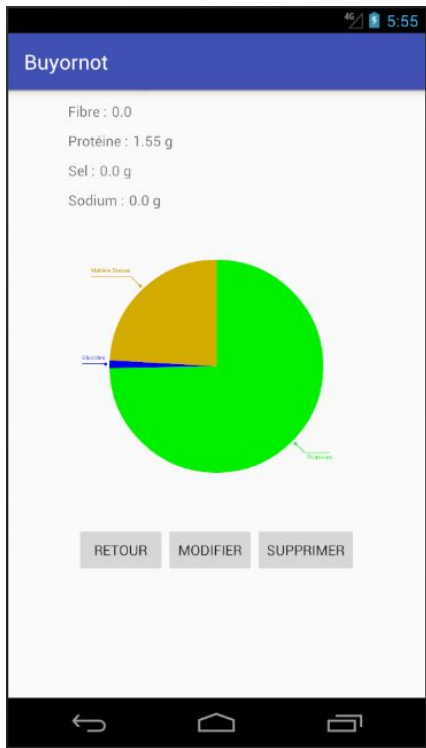 4G 5:55
Buyornot
Fibre : 0.0
Protéine : 1.55 g
Sel : 0.0 g
Sodium : 0.0 g
Matière Grasse
Glucides
Protéines
RETOUR MODIFIER SUPPRIMER